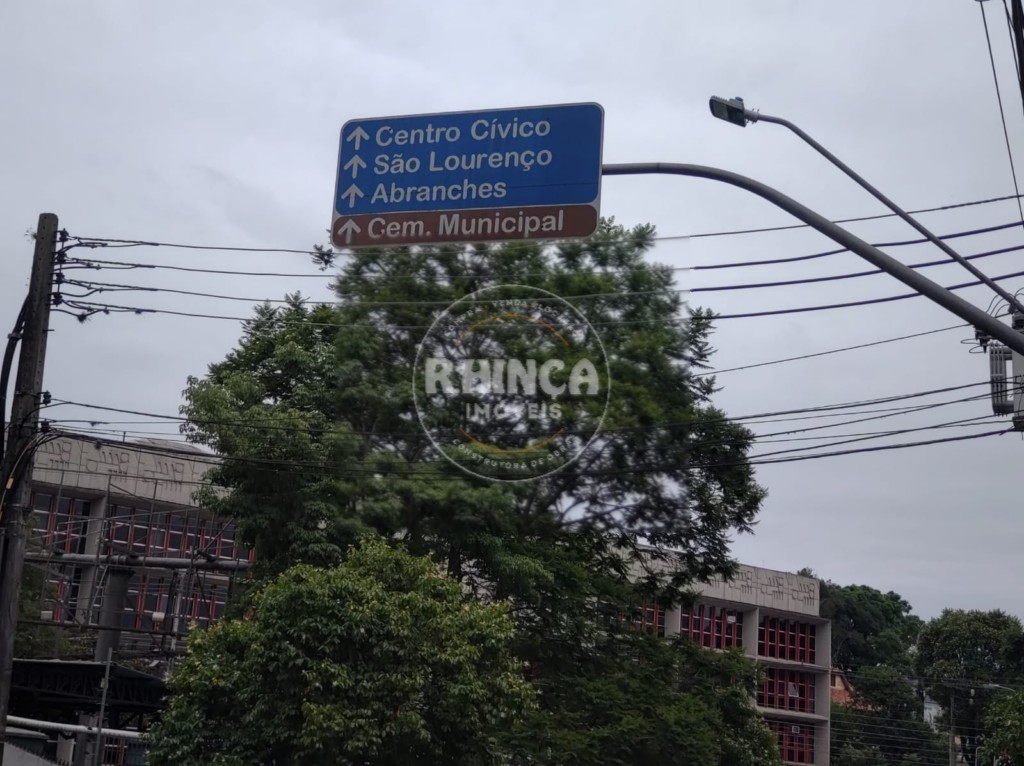 Centro Cívico
São Lourenço
Abranches
Cem. Municipal
RHINÇA
IMÓVEIS